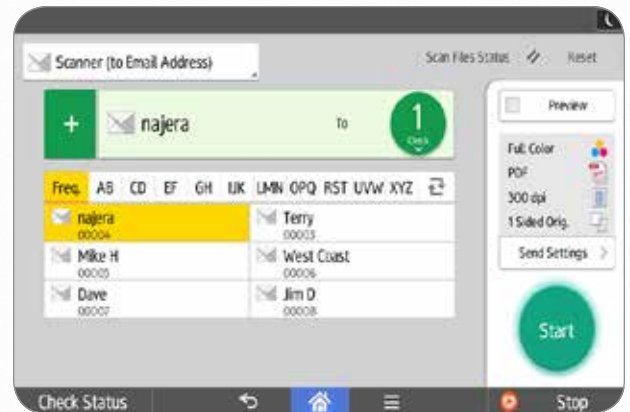 Scanner (to Email Address)
Scan Files Status Reset
+ najera To 1
Check
Preview
Full Color
PDF
300 dpi
1 Sided Orig.
Send Settings >
Start
Freq. AB CD EF GH IJK LMN OPQ RST UVW XYZ
najera
00004
Terry
00003
Mike H
00005
West Coast
00006
Dave
00007
Jim D
00008
Check Status
Stop